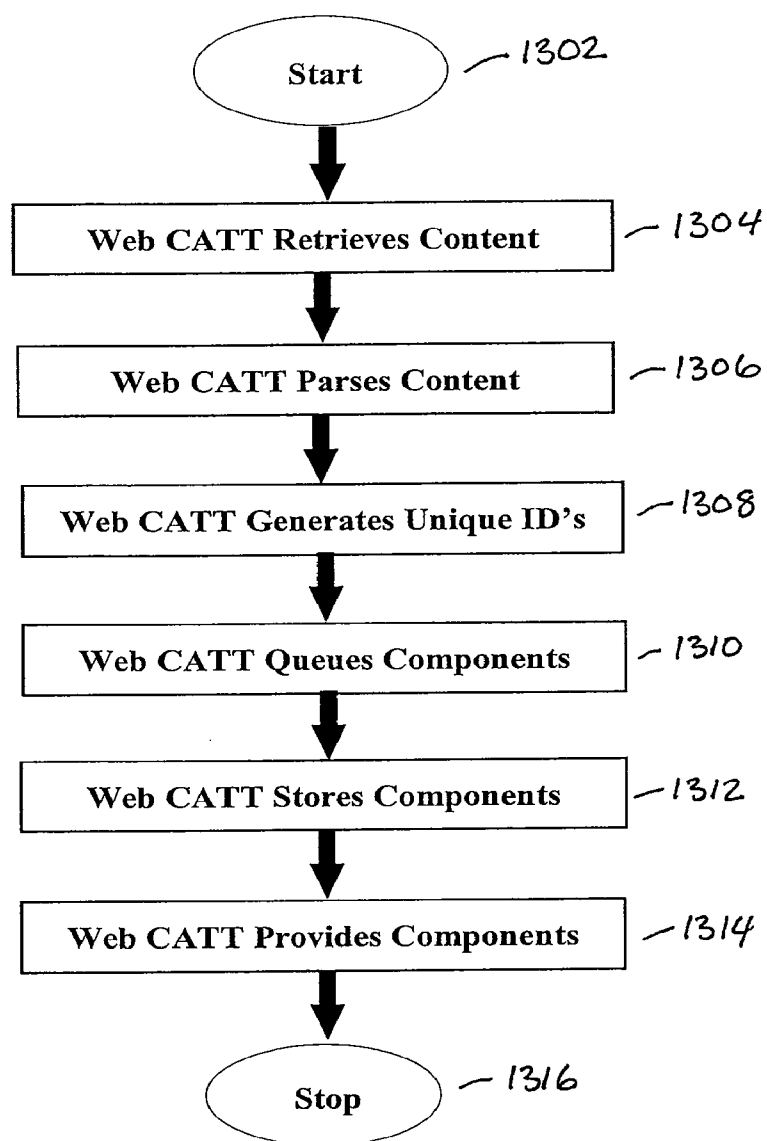 Start 1302
Web CATT Retrieves Content 1304
Web CATT Parses Content 1306
Web CATT Generates Unique ID's 1308
Web CATT Queues Components 1310
Web CATT Stores Components 1312
Web CATT Provides Components 1314
Stop 1316